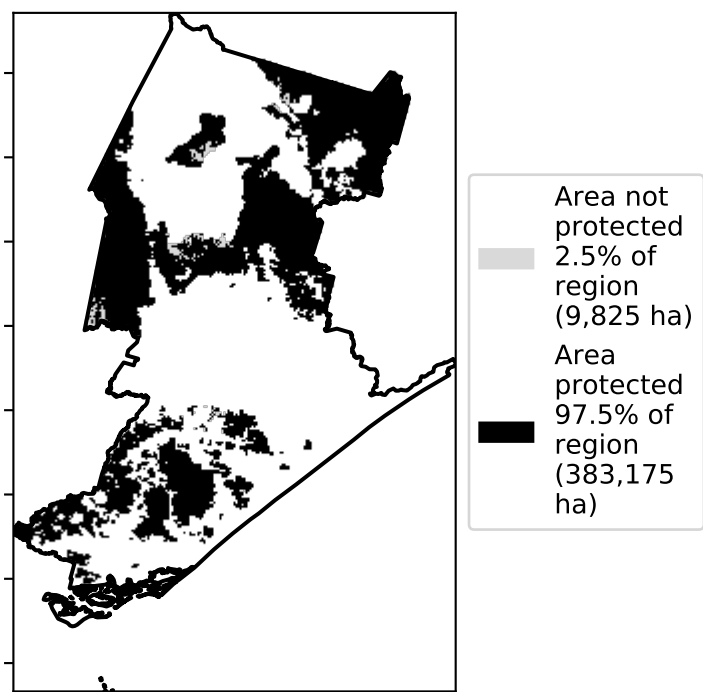 Area not
protected
2.5% of
region
(9,825 ha)
Area
protected
97.5% of
region
(383,175
ha)